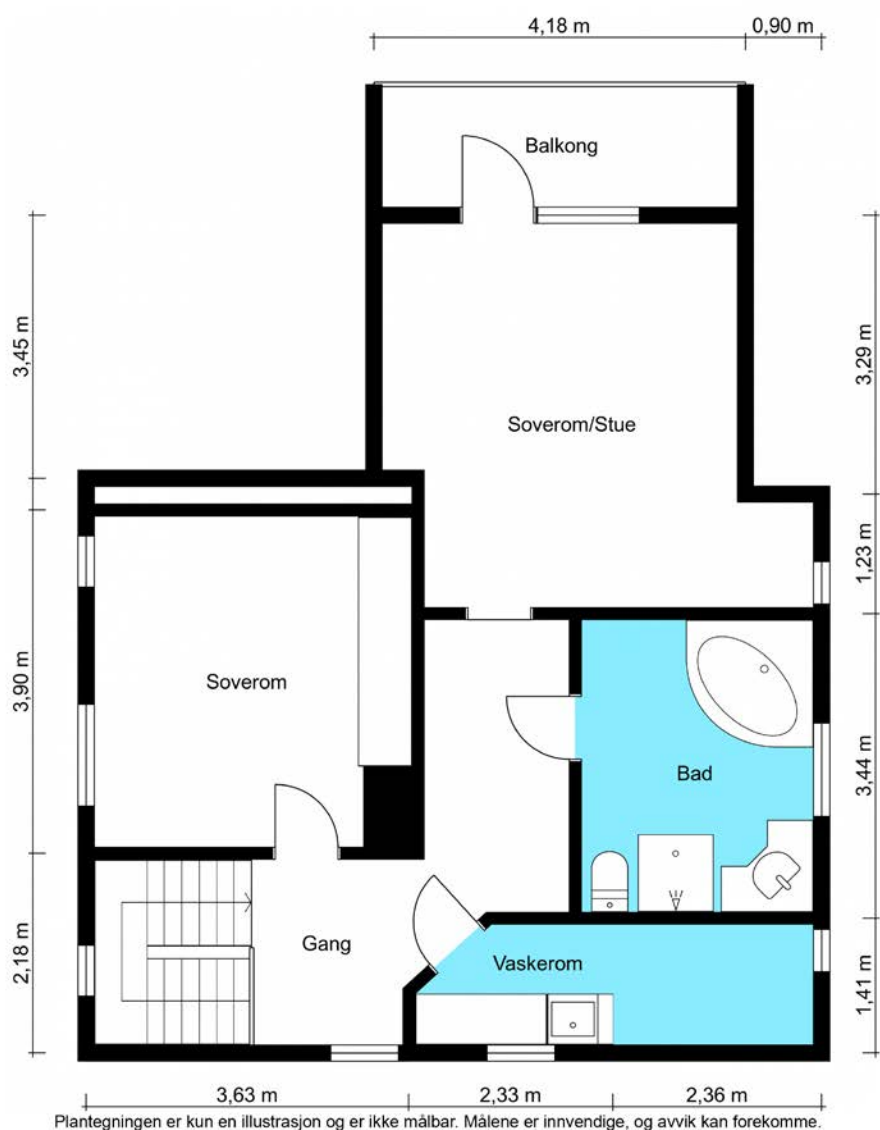 4,18 m
0,90 m
Balkong
3,45 m
3,29 m
Soverom/Stue
1,23 m
Soverom
3,90 m
Bad
3,44 m
Gang
Vaskerom
2,18 m
1,41 m
3,63 m
2,33 m
2,36 m
Plantegningen er kun en illustrasjon og er ikke målbar. Målene er innvendige, og avvik kan forekomme.